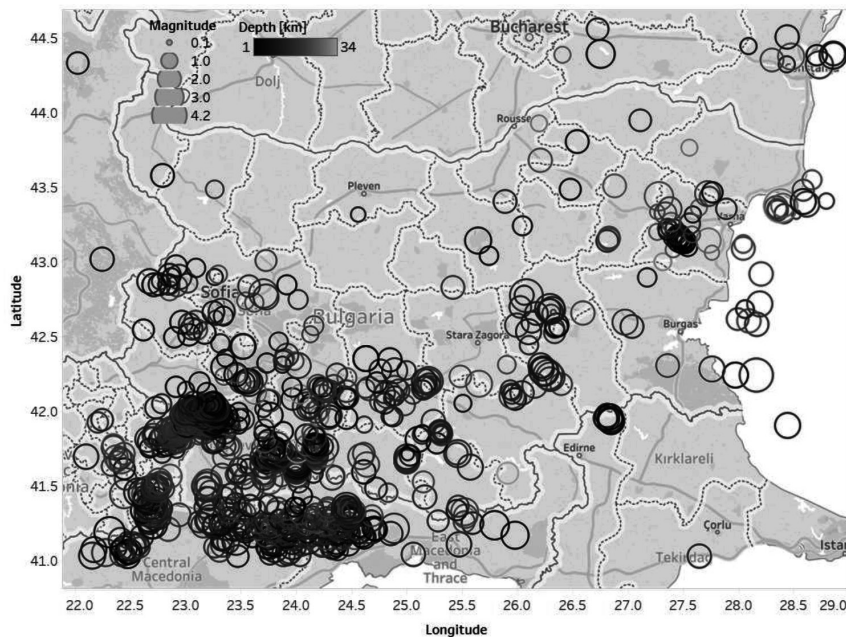 Magnitude
0.1
1.0
2.0
3.0
4.2
Depth [km]
1
34
Bucharest
Dolj
Rousse
Pleven
Varna
Sofia
Sofia
Bulgaria
Stara Zagora
Burgas
Edirne
Kırklareli
Çorlu
Tekirdağ
Central
Macedonia
East
Macedonia
and
Thrace
Latitude
44.5
44.0
43.5
43.0
42.5
42.0
41.5
41.0
22.0
22.5
23.0
23.5
24.0
24.5
25.0
25.5
26.0
26.5
27.0
27.5
28.0
28.5
29.0
Longitude